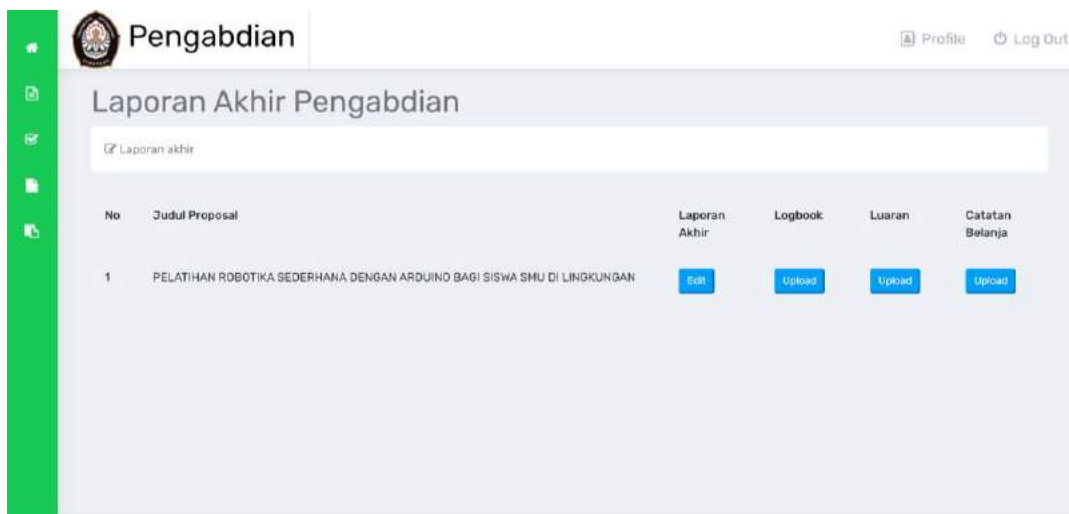 Pengabdian
Profile Log Out
Laporan Akhir Pengabdian
Laporan akhir
No Judul Proposal Laporan Akhir Logbook Luaran Catatan Belanja
1 PELATIHAN ROBOTIKA SEDERHANA DENGAN ARDUINO BAGI SISWA SMU DI LINGKUNGAN Edit Upload Upload Upload